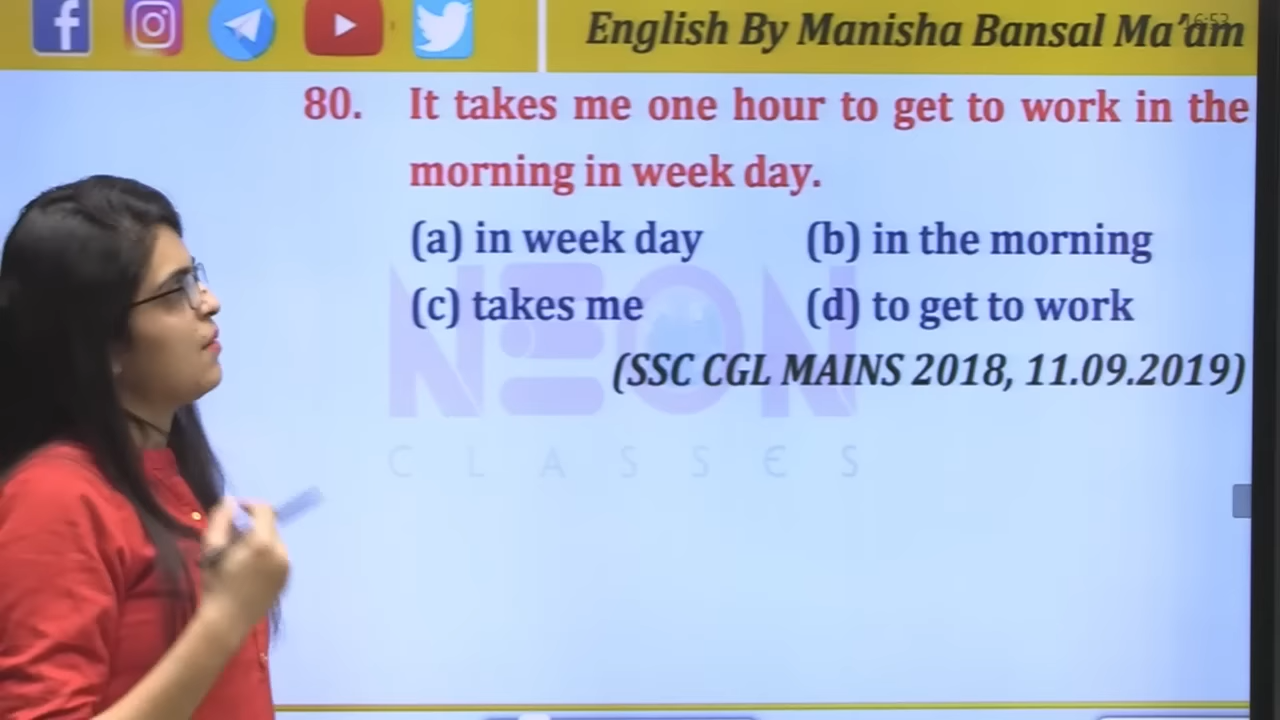 English By Manisha Bansal Ma'am
16:53
80. It takes me one hour to get to work in the
morning in week day.
(a) in week day (b) in the morning
(c) takes me (d) to get to work
(SSC CGL MAINS 2018, 11.09.2019)
NEON
CLASSES